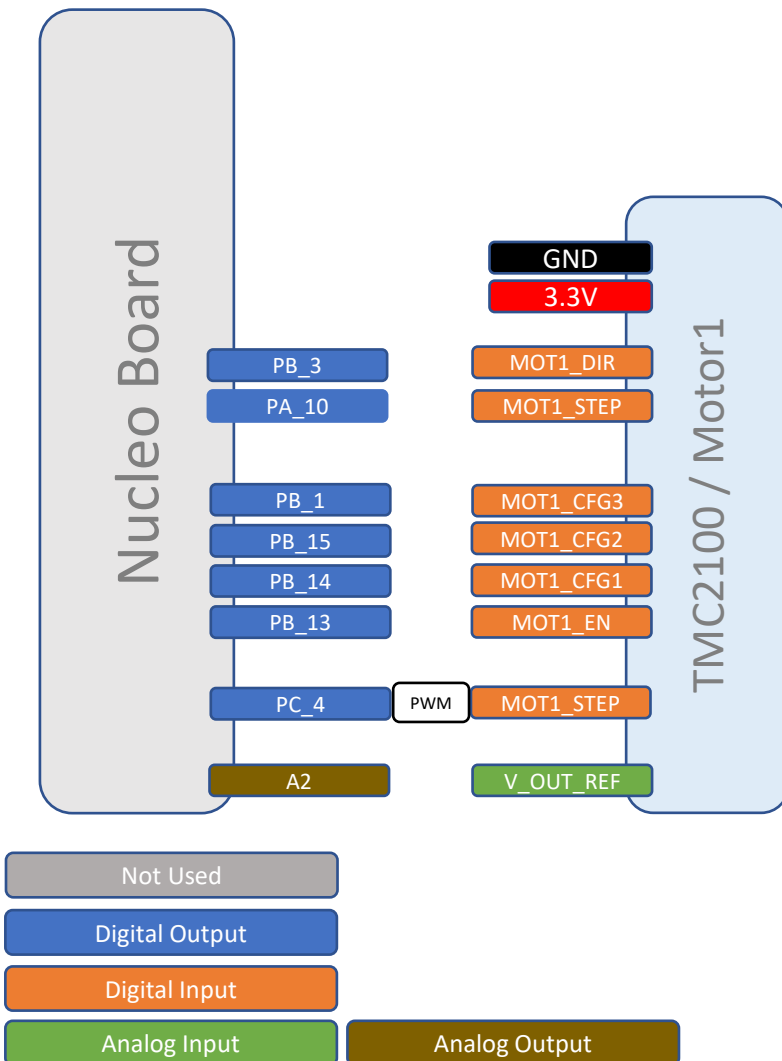 Nucleo Board
GND
3.3V
PB_3
MOT1_DIR
PA_10
MOT1_STEP
PB_1
MOT1_CFG3
PB_15
MOT1_CFG2
PB_14
MOT1_CFG1
PB_13
MOT1_EN
PC_4
PWM
MOT1_STEP
A2
V_OUT_REF
TMC2100 / Motor1
Not Used
Digital Output
Digital Input
Analog Input
Analog Output